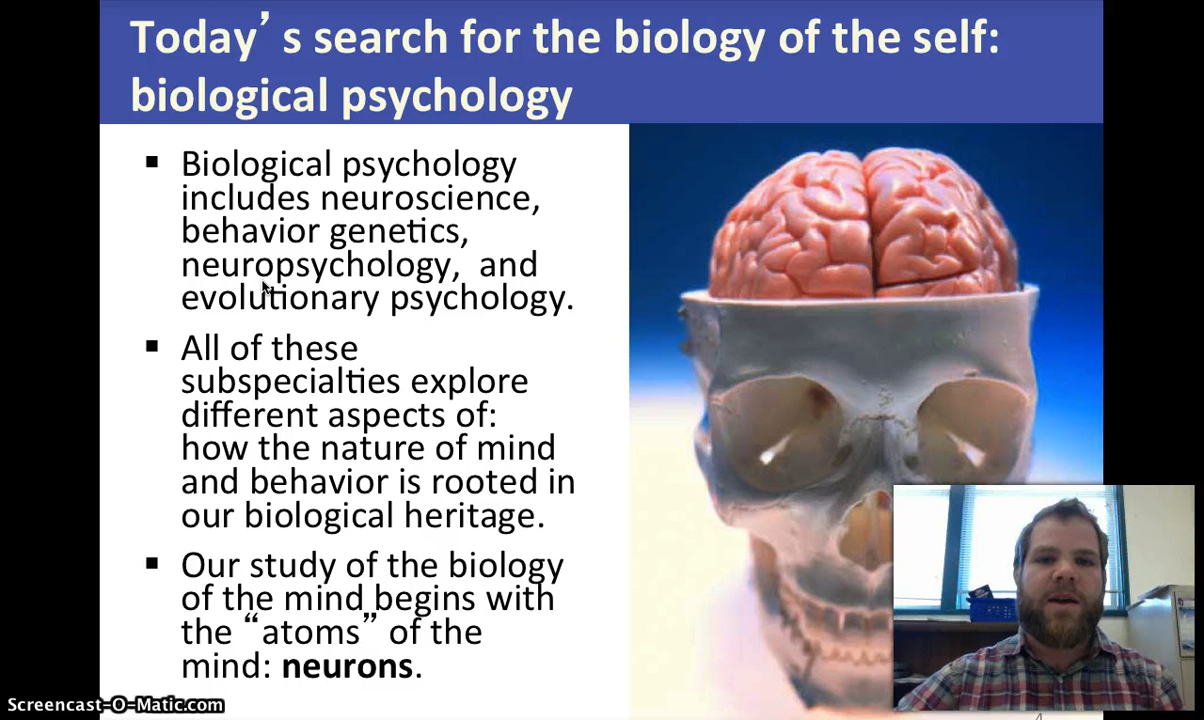 Today’s search for the biology of the self:
biological psychology
▪ Biological psychology
includes neuroscience,
behavior genetics,
neuropsychology, and
evolutionary psychology.
▪ All of these
subspecialties explore
different aspects of:
how the nature of mind
and behavior is rooted in
our biological heritage.
▪ Our study of the biology
of the mind begins with
the “atoms” of the
mind: neurons.
Screencast-O-Matic.com